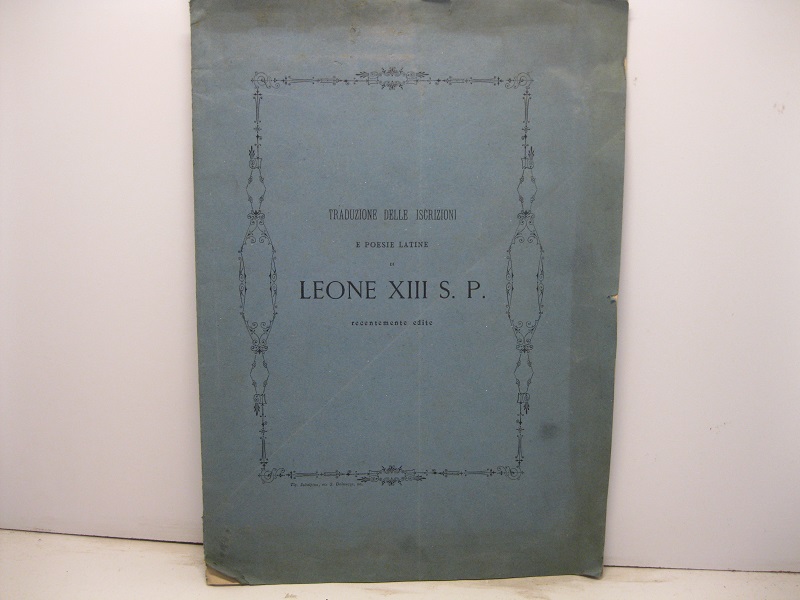 TRADUZIONE DELLE ISCRIZIONI
E POESIE LATINE
DI
LEONE XIII S. P.
recentemente edite